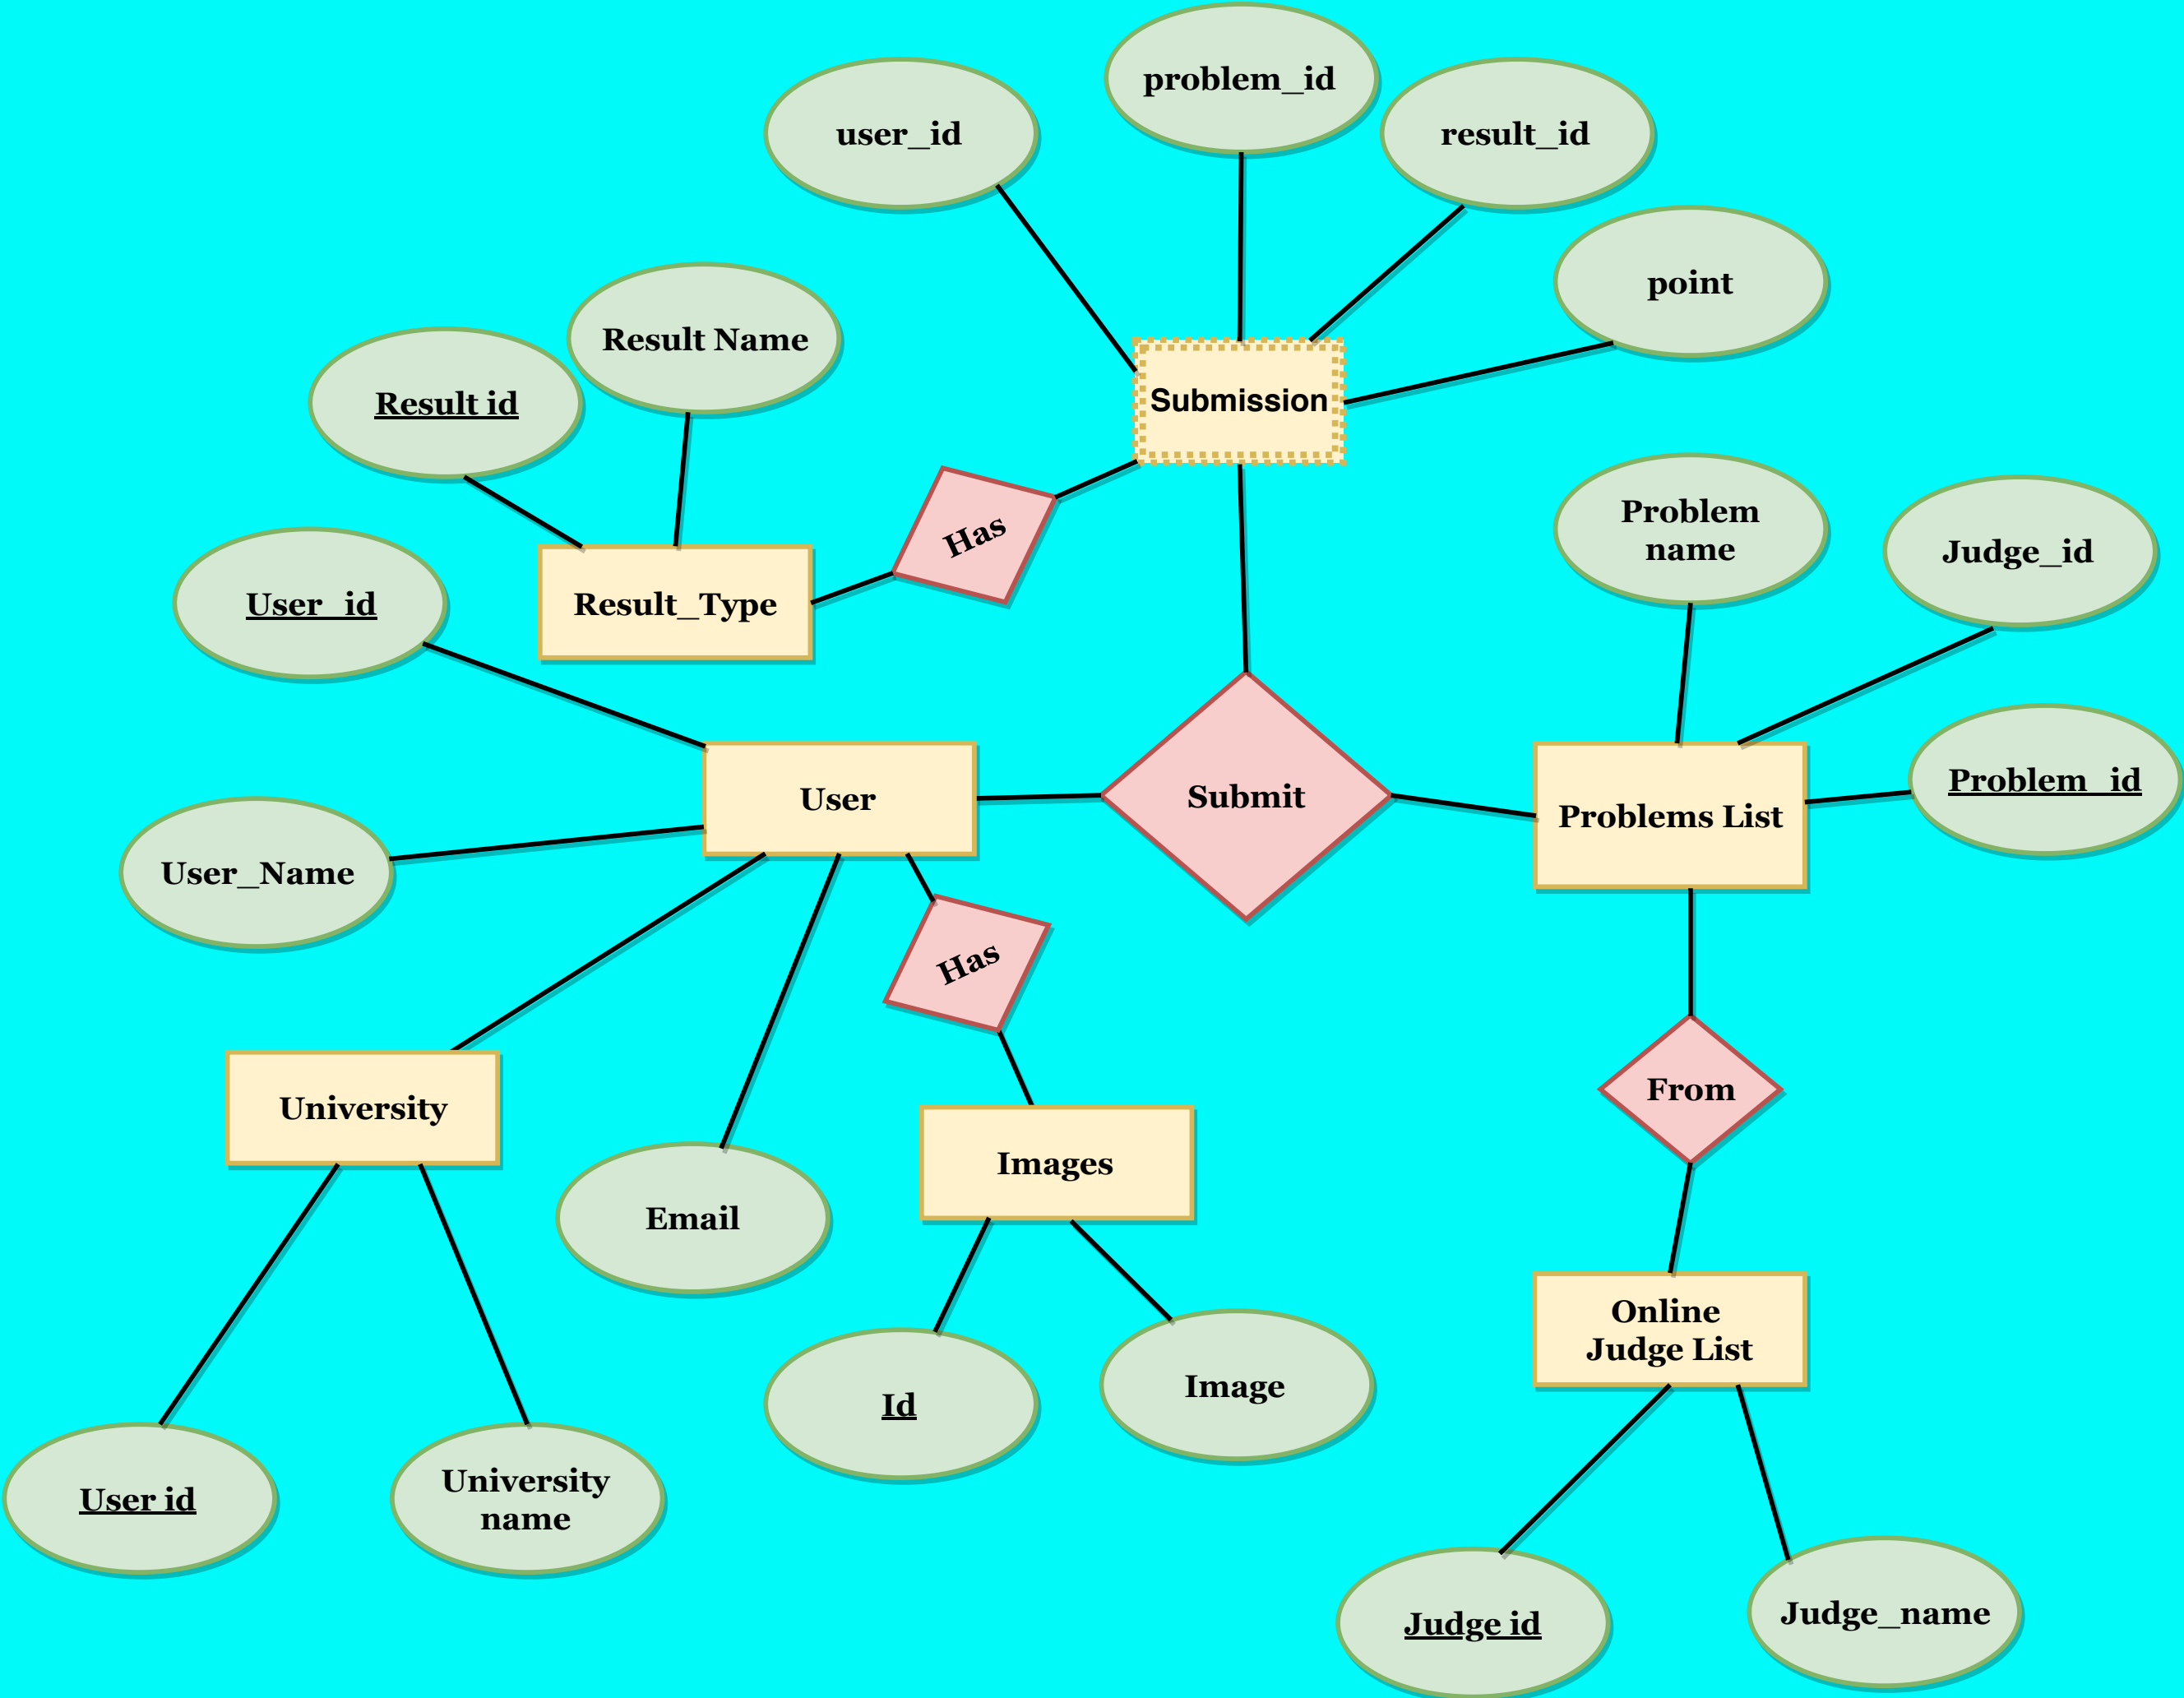 problem_id
user_id
result_id
point
Result Name
Result id
Submission
Problem
name
Has
Judge_id
User_id
Result_Type
Problem_id
User
Submit
Problems List
User_Name
Has
From
University
Images
Email
Online
Judge List
Image
Id
User id
University
name
Judge id
Judge_name